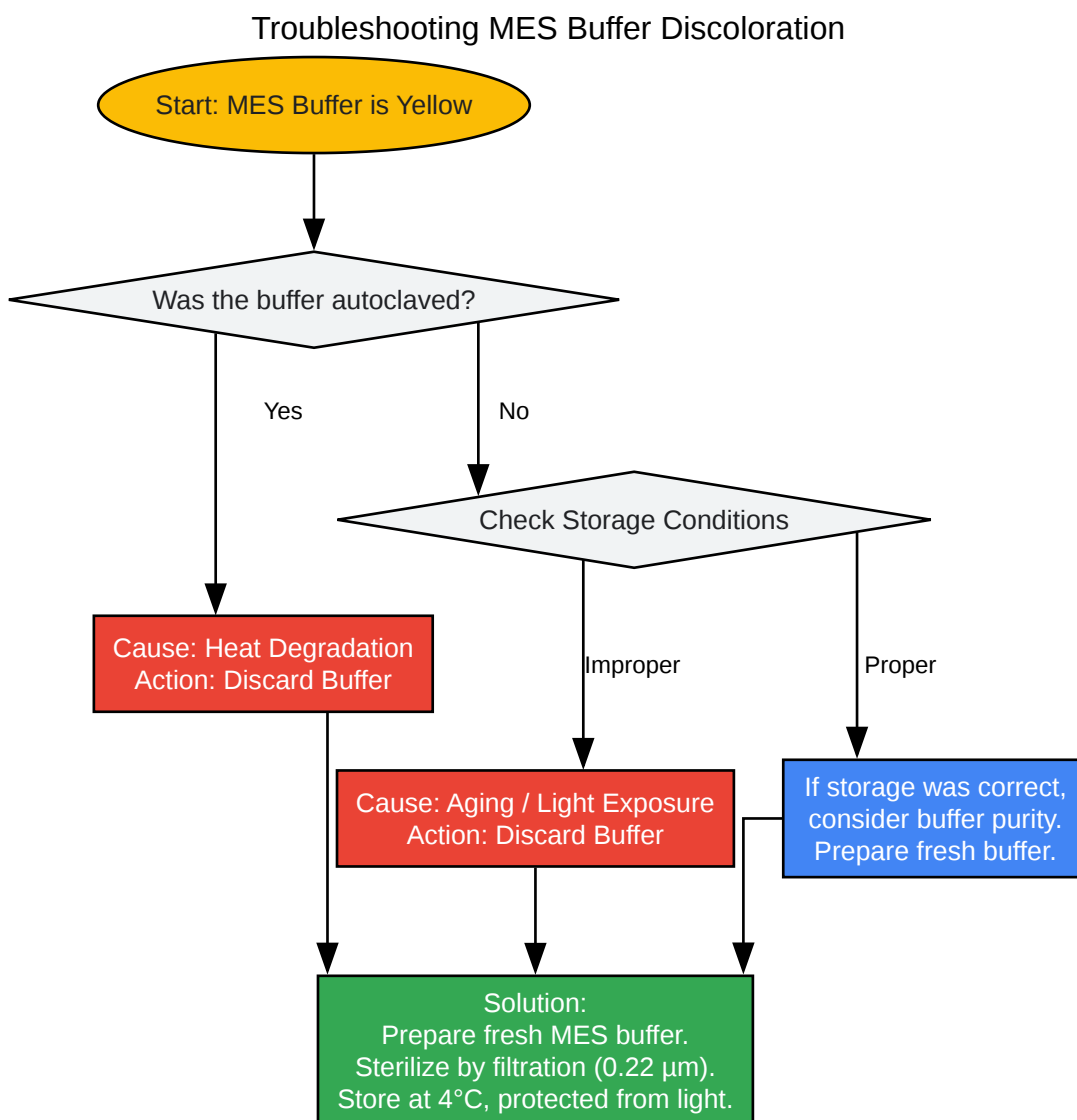 Troubleshooting MES Buffer Discoloration
Start: MES Buffer is Yellow
Was the buffer autoclaved?
Yes
No
Check Storage Conditions
Cause: Heat Degradation
Action: Discard Buffer
Improper
Proper
Cause: Aging / Light Exposure
Action: Discard Buffer
If storage was correct,
consider buffer purity.
Prepare fresh buffer.
Solution:
Prepare fresh MES buffer.
Sterilize by filtration (0.22 µm).
Store at 4°C, protected from light.